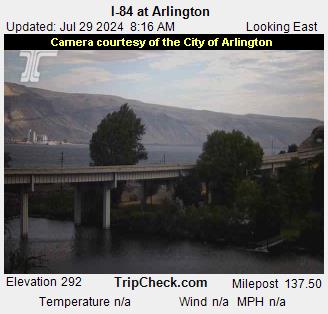 I-84 at Arlington
Updated: Jul 29 2024 8:16 AM Looking East
Camera courtesy of the City of Arlington
Elevation 292 TripCheck.com Milepost 137.50
Temperature n/a Wind n/a MPH n/a